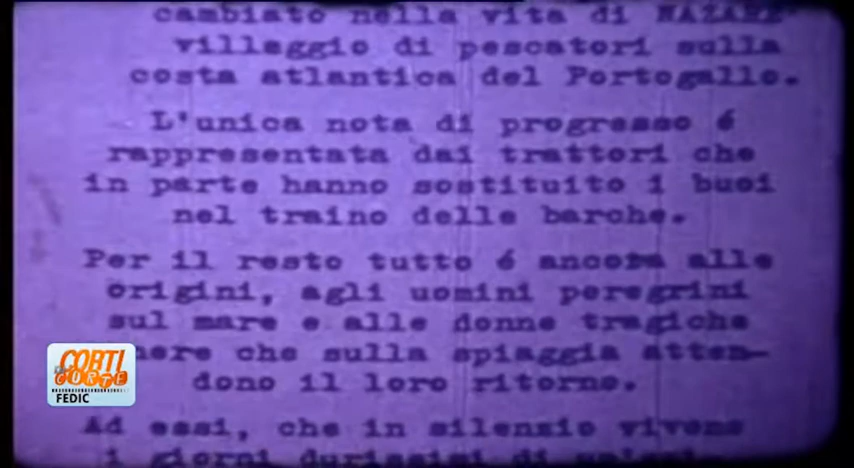 cambiato nella vita di NAZARE'
villaggio di pescatori sulla
costa atlantica del Portogallo.
L'unica nota di progresso é
rappresentata dai trattori che
in parte hanno sostituito i buoi
nel traino delle barche.
Per il resto tutto é ancora alle
origini, agli uomini peregrini
sul mare e alle donne tragiche
nere che sulla spiaggia atten-
dono il loro ritorno.
Ad essi, che in silenzio vivono
i giorni durissimi di
CORTI
CORTE
FEDIC